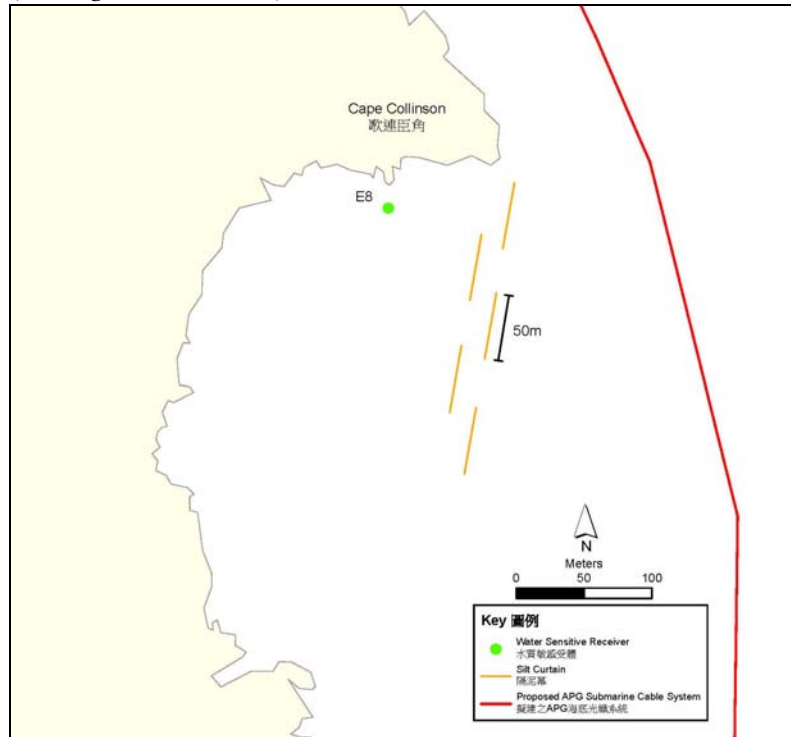 Cape Collinson
歌連臣角
E8
50m
N
Meters
0 50 100
Key 圖例
Water Sensitive Receiver
水質敏感受體
Silt Curtain
隔泥幕
Proposed APG Submarine Cable System
擬建之APG海底光纖系統